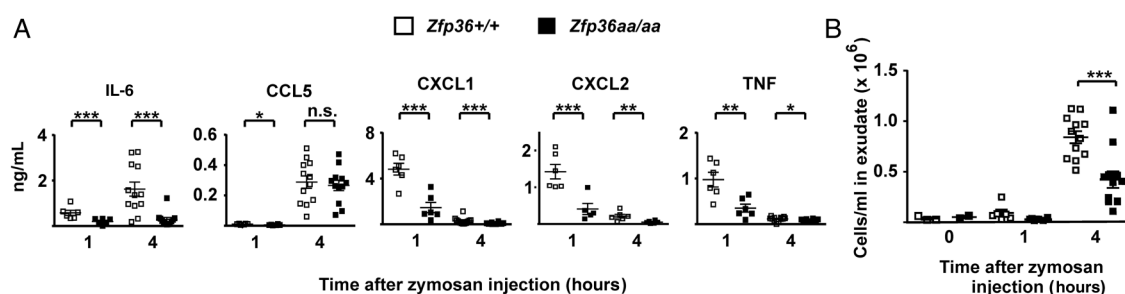 A
□ Zfp36+/+ ■ Zfp36aa/aa
IL-6
CCL5
CXCL1
CXCL2
TNF
ng/mL
*** ***
4
2
1 4
* n.s.
0.6
0.4
0.2
1 4
*** ***
8
4
1 4
*** **
2
1
1 4
** *
2
1
1 4
Time after zymosan injection (hours)
B
Cells/ml in exudate (x 10⁶)
***
1.5
1.0
0.5
0
0 1 4
Time after zymosan
injection (hours)